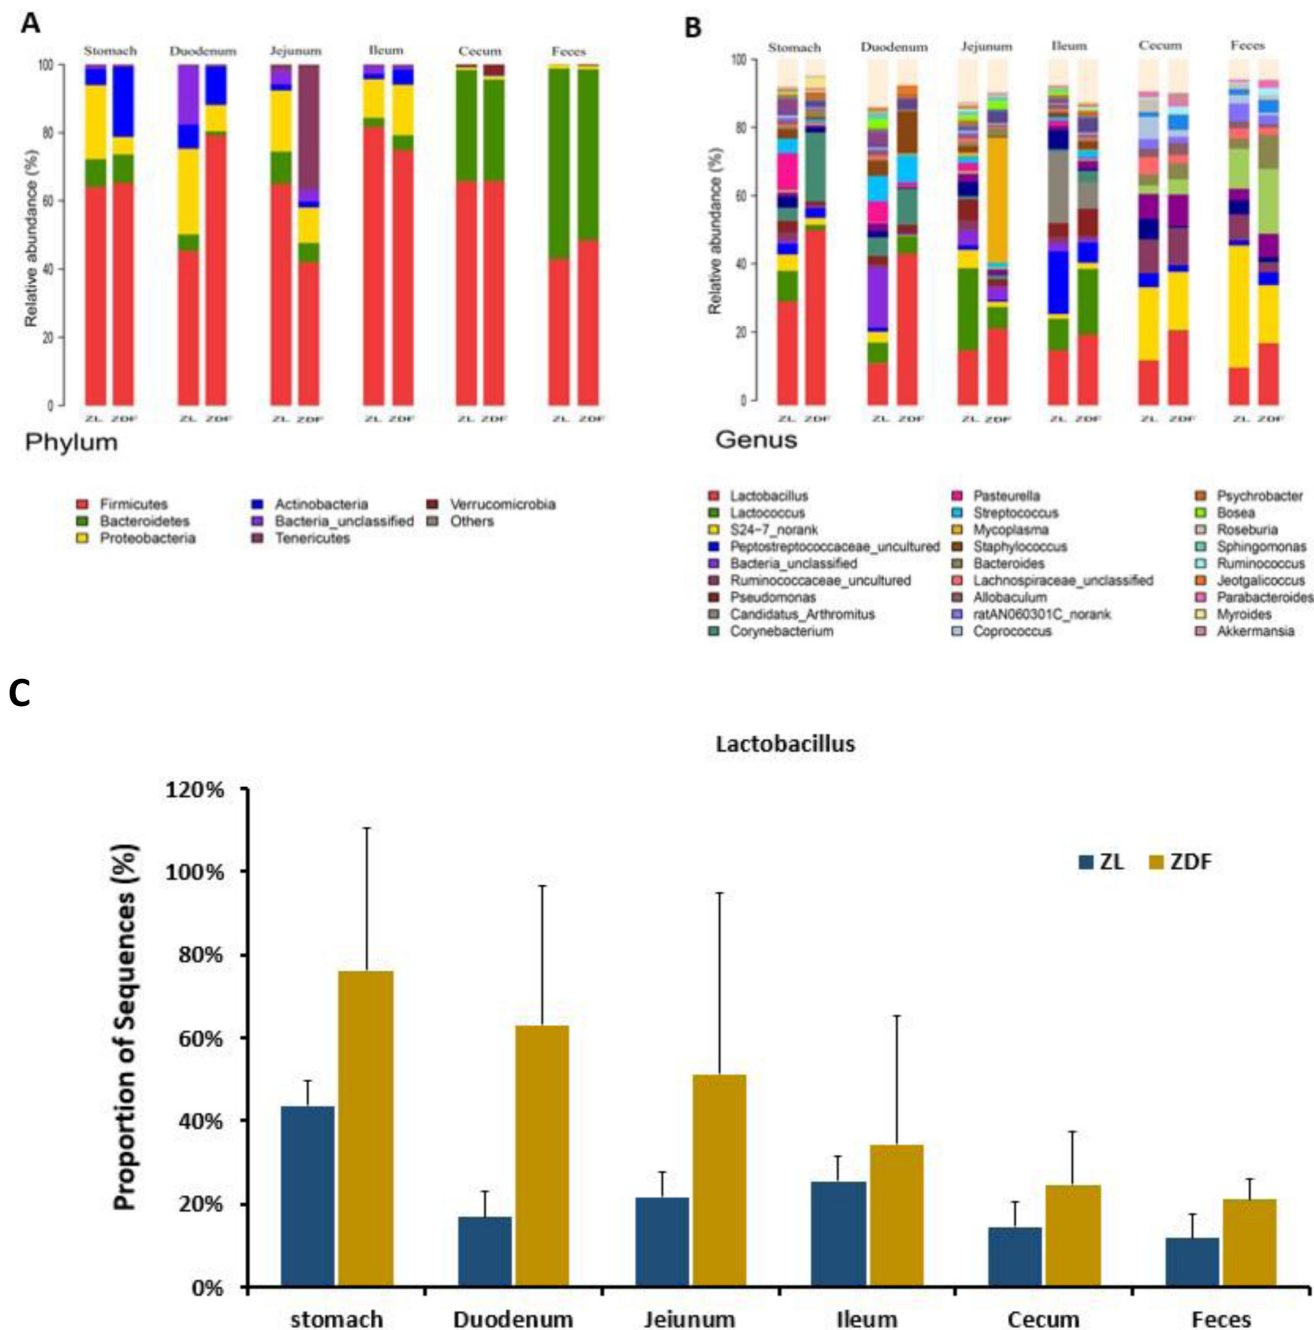 A
Stomach Duodenum Jejunum Ileum Cecum Feces
Relative abundance (%)
100
80
60
40
20
0
ZL ZDF ZL ZDF ZL ZDF ZL ZDF ZL ZDF ZL ZDF
Phylum
Firmicutes
Bacteroidetes
Proteobacteria
Actinobacteria
Bacteria_unclassified
Tenericutes
Verrucomicrobia
Others
B
Stomach Duodenum Jejunum Ileum Cecum Feces
Relative abundance (%)
100
80
60
40
20
0
ZL ZDF ZL ZDF ZL ZDF ZL ZDF ZL ZDF ZL ZDF
Genus
Lactobacillus
Lactococcus
S24-7_norank
Peptostreptococcaceae_uncultured
Bacteria_unclassified
Ruminococcaceae_uncultured
Pseudomonas
Candidatus_Arthromitus
Corynebacterium
Pasteurella
Streptococcus
Mycoplasma
Staphylococcus
Bacteroides
Lachnospiraceae_unclassified
Allobaculum
ratAN060301C_norank
Coprococcus
Psychrobacter
Bosea
Roseburia
Sphingomonas
Ruminococcus
Jeotgalicoccus
Parabacteroides
Myroides
Akkermansia
C
Lactobacillus
Proportion of Sequences (%)
120%
100%
80%
60%
40%
20%
0%
ZL ZDF
stomach Duodenum Jeiunum Ileum Cecum Feces